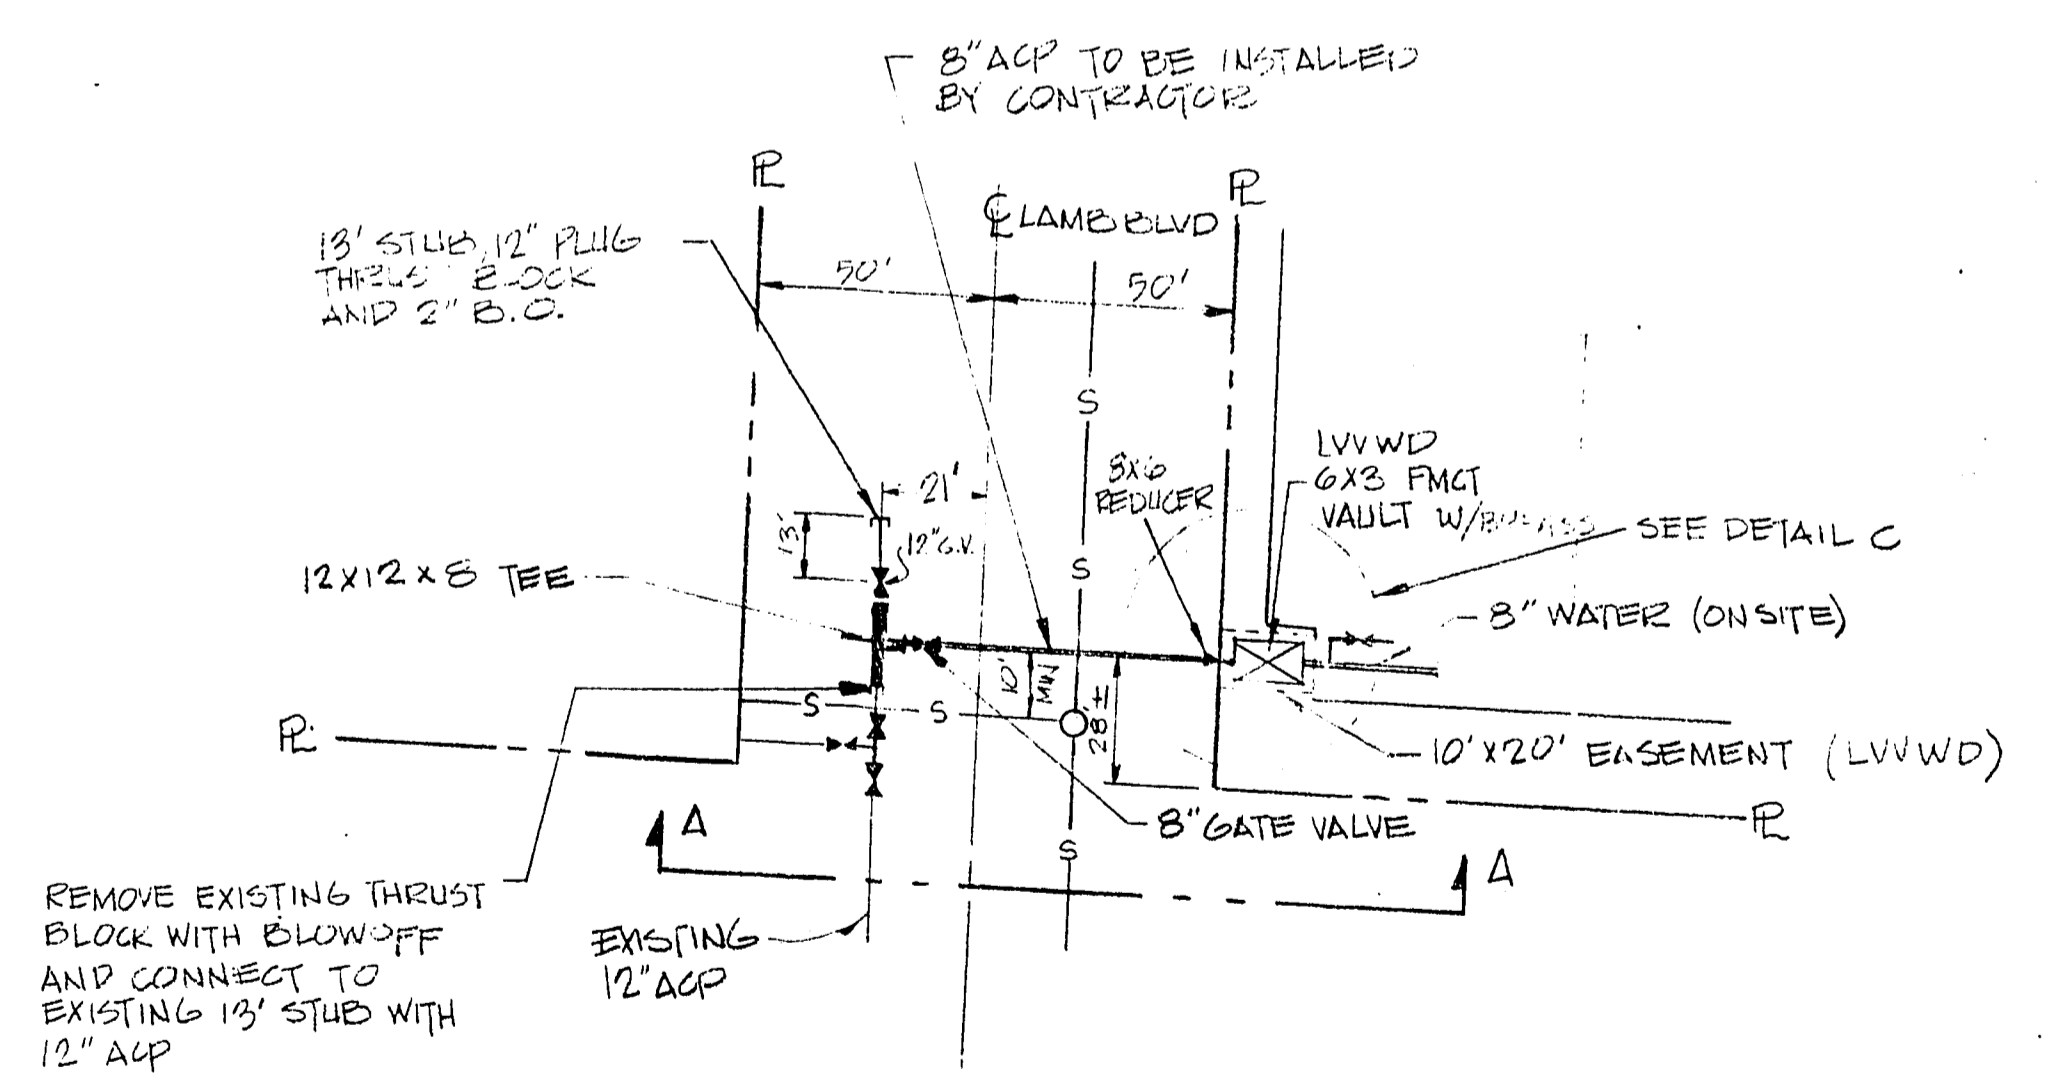 8" ACP TO BE INSTALLED
BY CONTRACTOR
PL
PL
CL LAMB BLVD
13' STUB, 12" PLUG
THRUST BLOCK
AND 2" B.O.
50'
50'
S
LVVWD
6X3 FMCT
VAULT W/BYPASS
8X6
REDUCER
21'
13'
12" G.V.
SEE DETAIL C
S
12X12X8 TEE
8" WATER (ONSITE)
10'
MIN
28' ±
S
S
PL
10'X20' EASEMENT (LVVWD)
8" GATE VALVE
PL
A
S
A
REMOVE EXISTING THRUST
BLOCK WITH BLOWOFF
AND CONNECT TO
EXISTING 13' STUB WITH
12" ACP
EXISTING
12" ACP